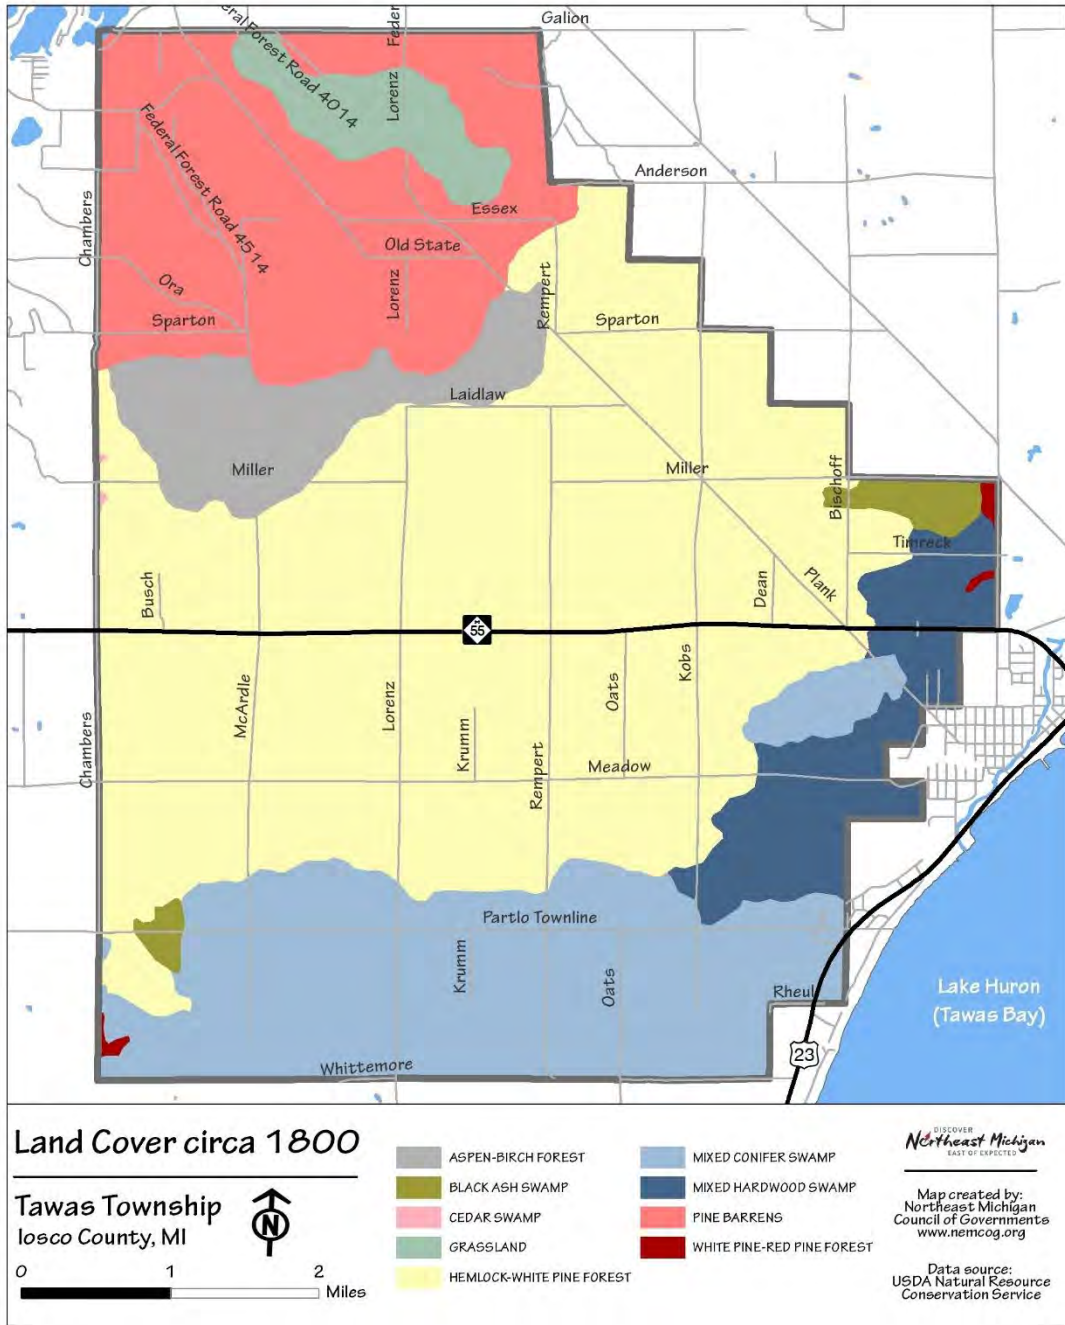 Galion
Federal Forest Road 4014
Feder
Lorenz
Federal Forest Road 4514
Anderson
Chambers
Essex
Old State
Ora
Lorenz
Rempert
Sparton
Sparton
Laidlaw
Miller
Miller
Bischoff
Timreck
Busch
Dean
Plank
55
McArdle
Lorenz
Kobs
Oats
Chambers
Krumm
Rempert
Meadow
Partlo Townline
Krumm
Oats
Rheul
Lake Huron
(Tawas Bay)
23
Whittemore
Land Cover circa 1800
Tawas Township
Iosco County, MI
N
0 1 2
Miles
ASPEN-BIRCH FOREST
BLACK ASH SWAMP
CEDAR SWAMP
GRASSLAND
HEMLOCK-WHITE PINE FOREST
MIXED CONIFER SWAMP
MIXED HARDWOOD SWAMP
PINE BARRENS
WHITE PINE-RED PINE FOREST
DISCOVER
Northeast Michigan
EAST OF EXPECTED
Map created by:
Northeast Michigan
Council of Governments
www.nemcog.org
Data source:
USDA Natural Resource
Conservation Service